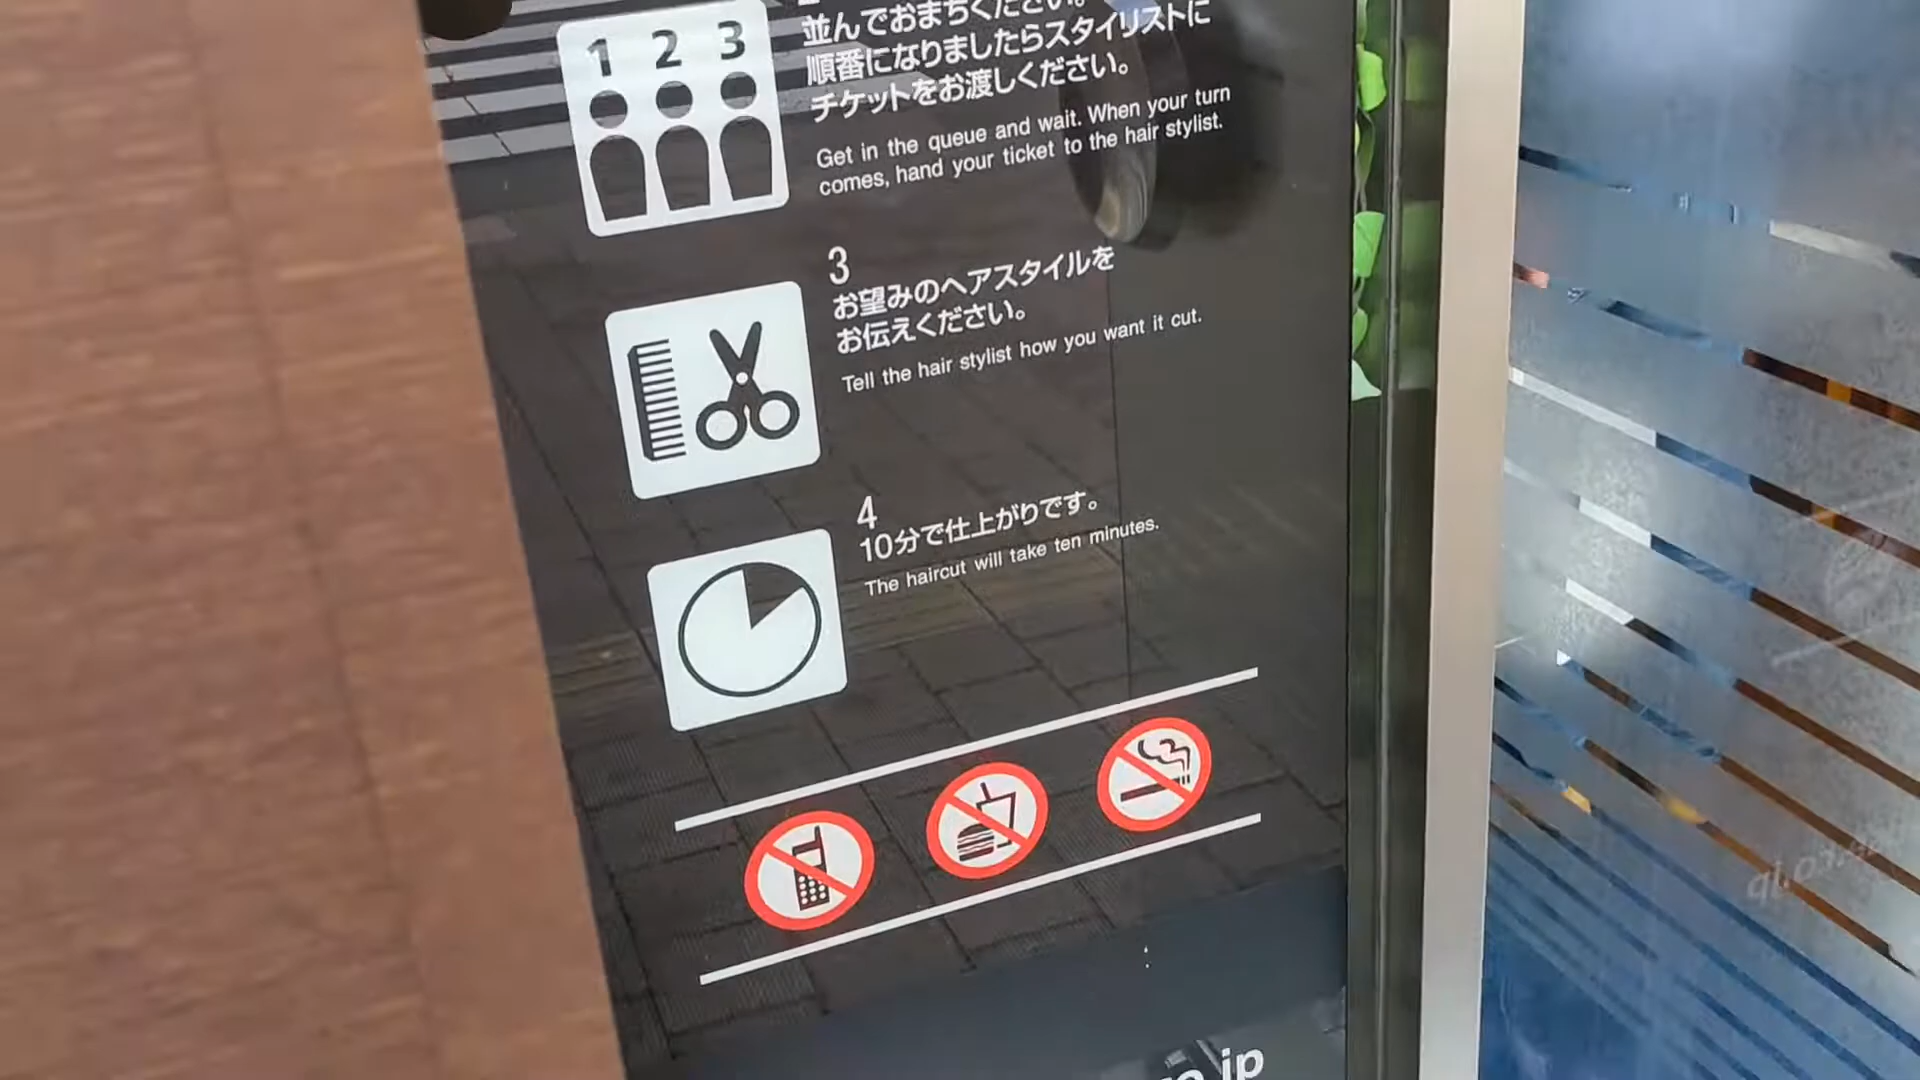 1 2 3
並んでおまちください。
順番になりましたらスタイリストに
チケットをお渡しください。
Get in the queue and wait. When your turn
comes, hand your ticket to the hair stylist.
3
お望みのヘアスタイルを
お伝えください。
Tell the hair stylist how you want it cut.
4
10分で仕上がりです。
The haircut will take ten minutes.
.jp